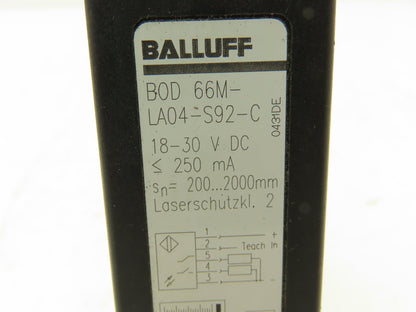 BALLUFF
BOD 66M-
LA04-S92-C
0431DE
18-30 V DC
≤ 250 mA
sn= 200...2000mm
Laserschützkl. 2
1 +
2 Teach In
5
4
3 -